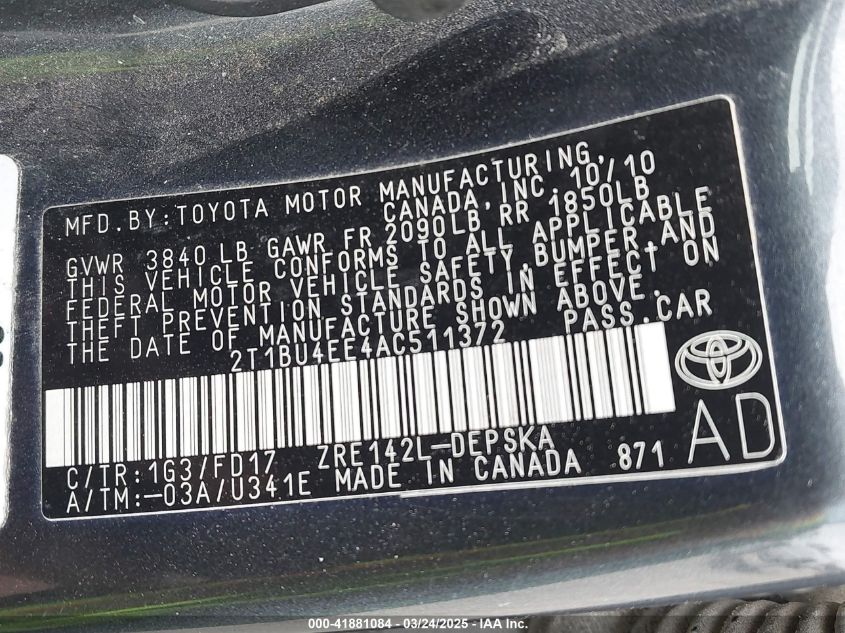 MFD.BY:TOYOTA MOTOR MANUFACTURING,
CANADA,INC. 10/10
GVWR 3840 LB GAWR FR 2090LB RR 1850LB
THIS VEHICLE CONFORMS TO ALL APPLICABLE
FEDERAL MOTOR VEHICLE SAFETY,BUMPER,AND
THEFT PREVENTION STANDARDS IN EFFECT ON
THE DATE OF MANUFACTURE SHOWN ABOVE.
2T1BU4EE4AC511372 PASS.CAR
C/TR:1G3/FD17 ZRE142L-DEPSKA
A/TM:-03A/U341E MADE IN CANADA 871
AD
000-41881084 | 03/24/2025 | IAA Inc.